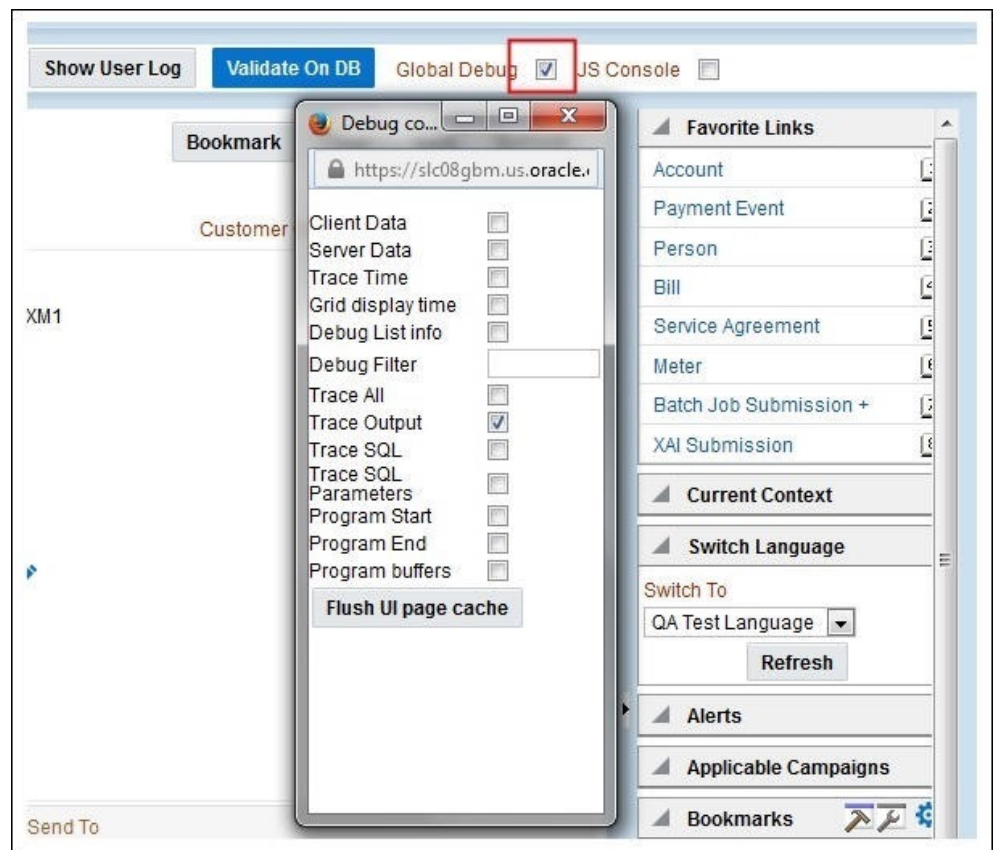 Show User Log Validate On DB Global Debug JS Console
Bookmark
Customer
XM1
Send To
Debug co...
https://slc08gbm.us.oracle.
Client Data
Server Data
Trace Time
Grid display time
Debug List info
Debug Filter
Trace All
Trace Output
Trace SQL
Trace SQL
Parameters
Program Start
Program End
Program buffers
Flush UI page cache
Favorite Links
Account
Payment Event
Person
Bill
Service Agreement
Meter
Batch Job Submission +
XAI Submission
Current Context
Switch Language
Switch To
QA Test Language
Refresh
Alerts
Applicable Campaigns
Bookmarks